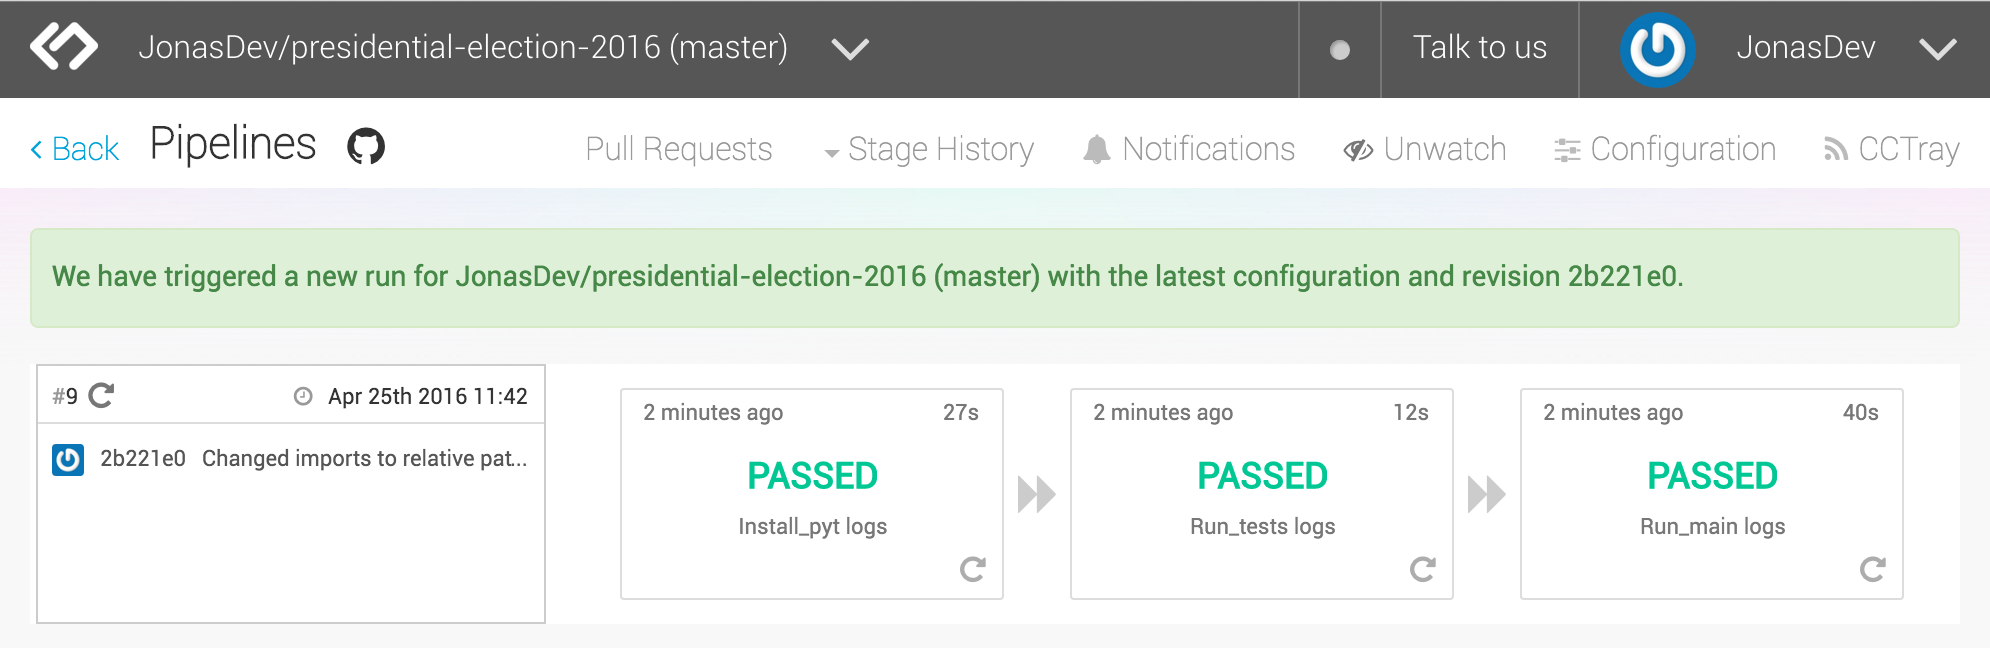 JonasDev/presidential-election-2016 (master)
Talk to us
JonasDev
Back
Pipelines
Pull Requests
Stage History
Notifications
Unwatch
Configuration
CCTray
We have triggered a new run for JonasDev/presidential-election-2016 (master) with the latest configuration and revision 2b221e0.
#9
Apr 25th 2016 11:42
2b221e0 Changed imports to relative pat...
2 minutes ago 27s
PASSED
Install_pyt logs
2 minutes ago 12s
PASSED
Run_tests logs
2 minutes ago 40s
PASSED
Run_main logs